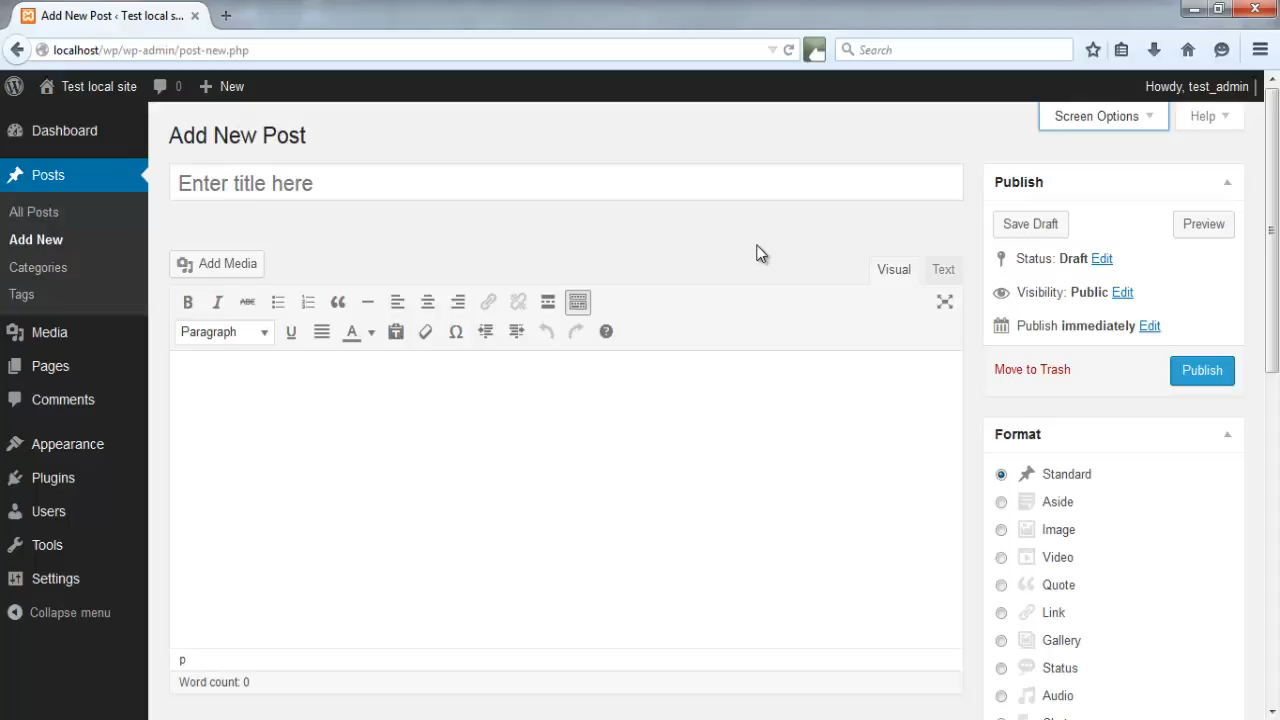 Add New Post ‹ Test local s...
localhost/wp/wp-admin/post-new.php
Search
Test local site
0
New
Howdy, test_admin
Screen Options
Help
Dashboard
Posts
All Posts
Add New
Categories
Tags
Media
Pages
Comments
Appearance
Plugins
Users
Tools
Settings
Collapse menu
Add New Post
Enter title here
Add Media
Visual
Text
B I ABC
Paragraph U A Ω
p
Word count: 0
Publish
Save Draft
Preview
Status: Draft Edit
Visibility: Public Edit
Publish immediately Edit
Move to Trash
Publish
Format
Standard
Aside
Image
Video
Quote
Link
Gallery
Status
Audio